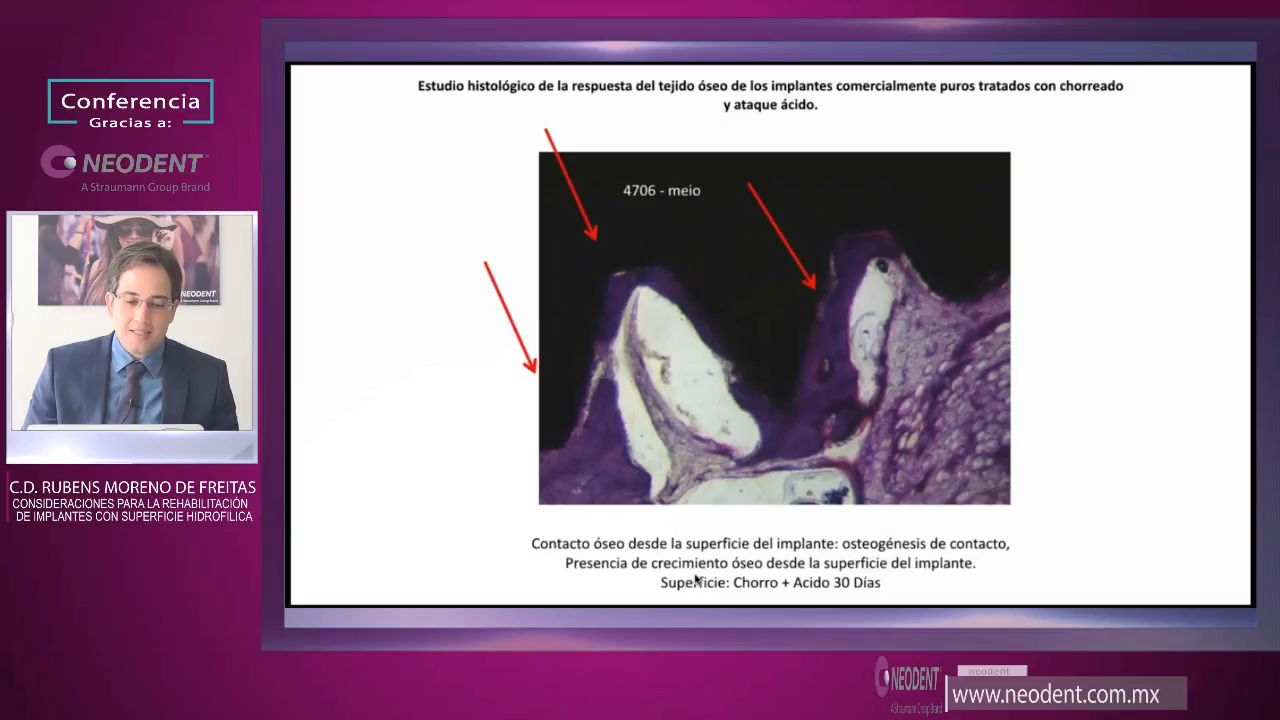 Conferencia
Gracias a:
NEODENT
A Straumann Group Brand
NEODENT
C.D. RUBENS MORENO DE FREITAS
CONSIDERACIONES PARA LA REHABILITACIÓN
DE IMPLANTES CON SUPERFICIE HIDROFILICA
Estudio histológico de la respuesta del tejido óseo de los implantes comercialmente puros tratados con chorreado
y ataque ácido.
4706 - meio
Contacto óseo desde la superficie del implante: osteogénesis de contacto,
Presencia de crecimiento óseo desde la superficie del implante.
Superficie: Chorro + Acido 30 Días
NEODENT
A Straumann Group Brand
neodent
www.neodent.com.mx